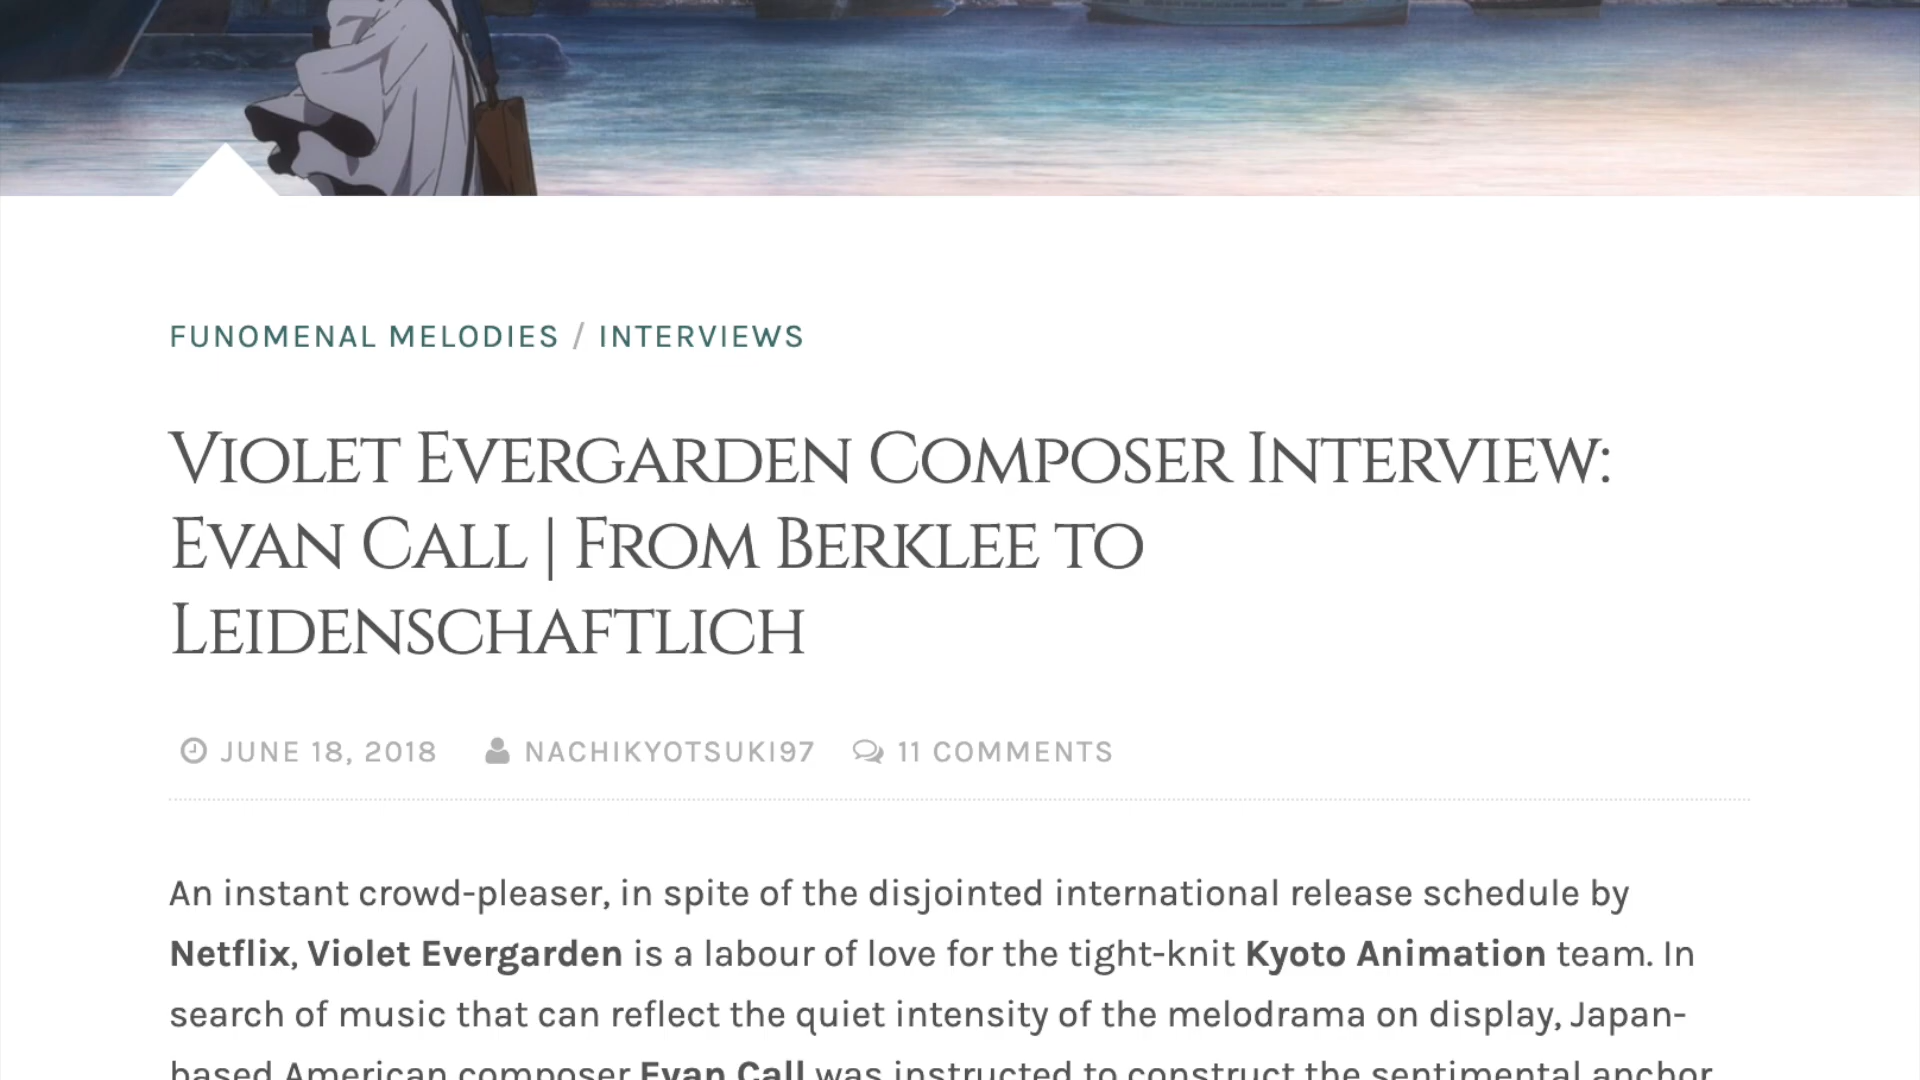 FUNOMENAL MELODIES / INTERVIEWS
VIOLET EVERGARDEN COMPOSER INTERVIEW:
EVAN CALL | FROM BERKLEE TO
LEIDENSCHAFTLICH
JUNE 18, 2018 NACHIKYOTSUKI97 11 COMMENTS
An instant crowd-pleaser, in spite of the disjointed international release schedule by
Netflix, Violet Evergarden is a labour of love for the tight-knit Kyoto Animation team. In
search of music that can reflect the quiet intensity of the melodrama on display, Japan-
based American composer Evan Call was instructed to construct the sentimental anchor